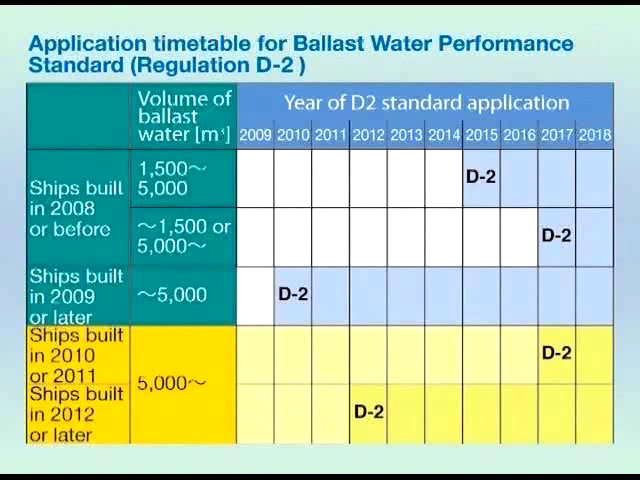 Application timetable for Ballast Water Performance
Standard (Regulation D-2 )
Volume of
ballast
water [m³]
Year of D2 standard application
2009 2010 2011 2012 2013 2014 2015 2016 2017 2018
Ships built
in 2008
or before
1,500～
5,000
D-2
～1,500 or
5,000～
D-2
Ships built
in 2009
or later
～5,000
D-2
Ships built
in 2010
or 2011
5,000～
D-2
Ships built
in 2012
or later
D-2